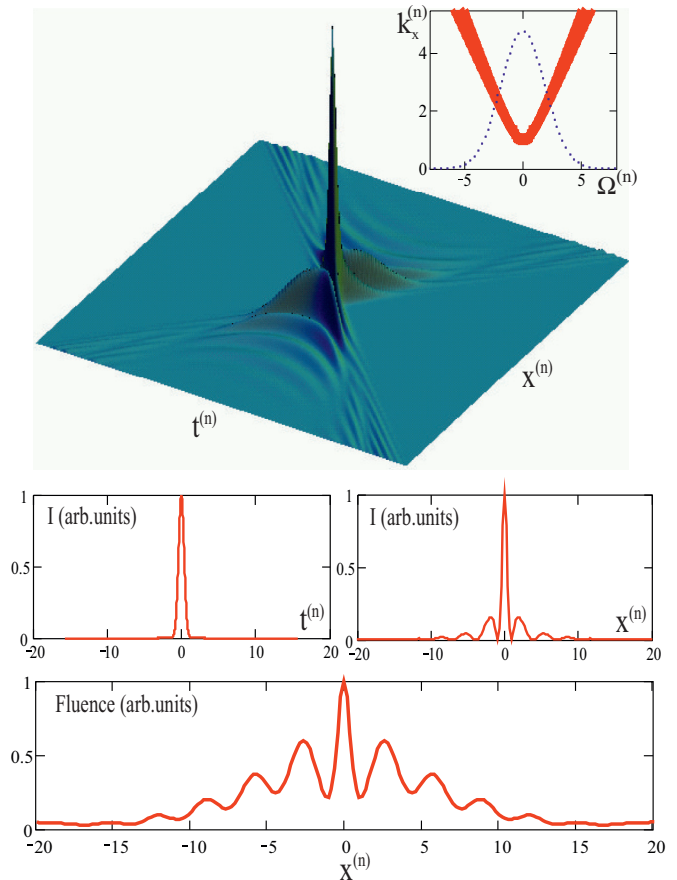 k_x^(n)
4
2
0
-5 0 5
Ω^(n)
x^(n)
t^(n)
1
I (arb.units)
0.5
t^(n)
0
-20 -10 0 10 20
1
I (arb.units)
0.5
x^(n)
0
-20 -10 0 10 20
1
Fluence (arb.units)
0.5
0
-20 -15 -10 -5 0 5 10 15 20
x^(n)